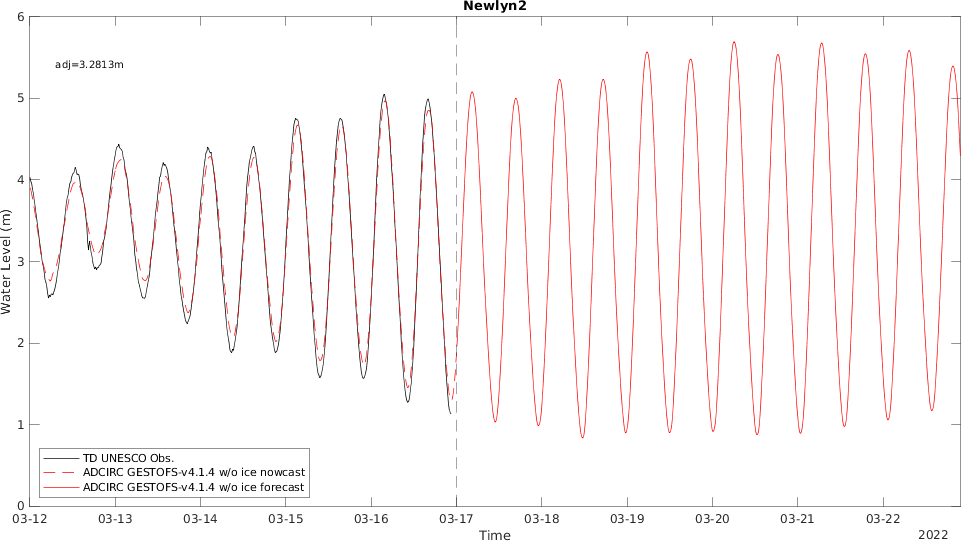 Newlyn2
6
adj=3.2813m
5
4
3
2
1
0
Water Level (m)
TD UNESCO Obs.
ADCIRC GESTOFS-v4.1.4 w/o ice nowcast
ADCIRC GESTOFS-v4.1.4 w/o ice forecast
03-12 03-13 03-14 03-15 03-16 03-17 03-18 03-19 03-20 03-21 03-22
Time
2022